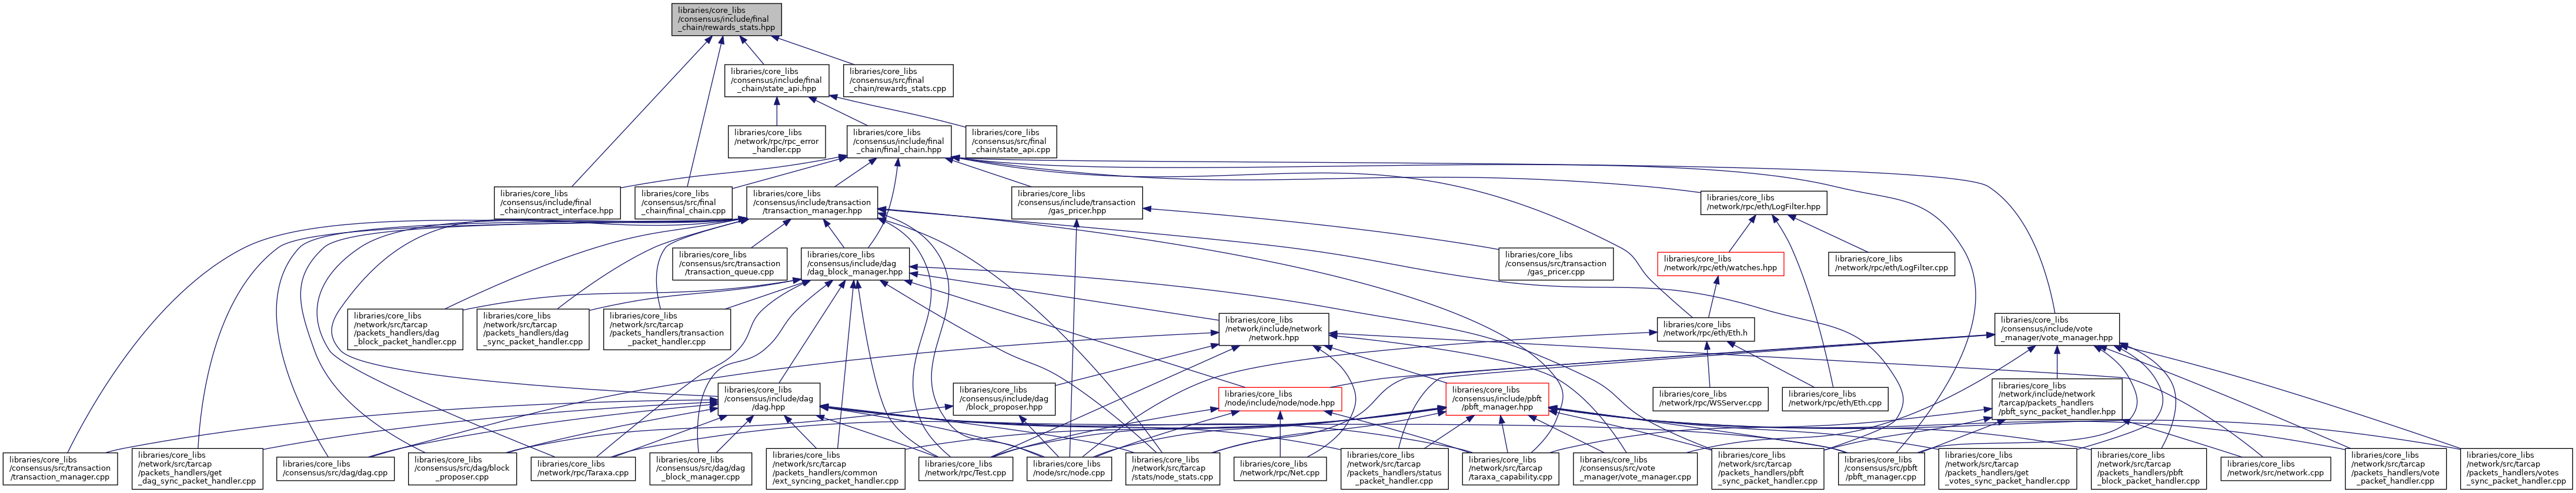 libraries/core_libs
/consensus/include/final
_chain/rewards_stats.hpp
libraries/core_libs
/consensus/include/final
_chain/state_api.hpp
libraries/core_libs
/consensus/src/final
_chain/rewards_stats.cpp
libraries/core_libs
/network/rpc/rpc_error
_handler.cpp
libraries/core_libs
/consensus/include/final
_chain/final_chain.hpp
libraries/core_libs
/consensus/src/final
_chain/state_api.cpp
libraries/core_libs
/consensus/include/final
_chain/contract_interface.hpp
libraries/core_libs
/consensus/src/final
_chain/final_chain.cpp
libraries/core_libs
/consensus/include/transaction
/transaction_manager.hpp
libraries/core_libs
/consensus/include/transaction
/gas_pricer.hpp
libraries/core_libs
/network/rpc/eth/LogFilter.hpp
libraries/core_libs
/consensus/src/transaction
/transaction_queue.cpp
libraries/core_libs
/consensus/include/dag
/dag_block_manager.hpp
libraries/core_libs
/consensus/src/transaction
/gas_pricer.cpp
libraries/core_libs
/network/rpc/eth/watches.hpp
libraries/core_libs
/network/rpc/eth/LogFilter.cpp
libraries/core_libs
/network/src/tarcap
/packets_handlers/dag
_block_packet_handler.cpp
libraries/core_libs
/network/src/tarcap
/packets_handlers/dag
_sync_packet_handler.cpp
libraries/core_libs
/network/src/tarcap
/packets_handlers/transaction
_packet_handler.cpp
libraries/core_libs
/network/include/network
/network.hpp
libraries/core_libs
/network/rpc/eth/Eth.h
libraries/core_libs
/consensus/include/vote
_manager/vote_manager.hpp
libraries/core_libs
/consensus/include/dag
/dag.hpp
libraries/core_libs
/consensus/include/dag
/block_proposer.hpp
libraries/core_libs
/node/include/node/node.hpp
libraries/core_libs
/consensus/include/pbft
/pbft_manager.hpp
libraries/core_libs
/network/rpc/WSServer.cpp
libraries/core_libs
/network/rpc/eth/Eth.cpp
libraries/core_libs
/network/include/network
/tarcap/packets_handlers
/pbft_sync_packet_handler.hpp
libraries/core_libs
/consensus/src/transaction
/transaction_manager.cpp
libraries/core_libs
/network/src/tarcap
/packets_handlers/get
_dag_sync_packet_handler.cpp
libraries/core_libs
/consensus/src/dag/dag.cpp
libraries/core_libs
/consensus/src/dag/block
_proposer.cpp
libraries/core_libs
/network/rpc/Taraxa.cpp
libraries/core_libs
/consensus/src/dag/dag
_block_manager.cpp
libraries/core_libs
/network/src/tarcap
/packets_handlers/common
/ext_syncing_packet_handler.cpp
libraries/core_libs
/network/rpc/Test.cpp
libraries/core_libs
/node/src/node.cpp
libraries/core_libs
/network/src/tarcap
/stats/node_stats.cpp
libraries/core_libs
/network/rpc/Net.cpp
libraries/core_libs
/network/src/tarcap
/packets_handlers/status
_packet_handler.cpp
libraries/core_libs
/network/src/tarcap
/taraxa_capability.cpp
libraries/core_libs
/consensus/src/vote
_manager/vote_manager.cpp
libraries/core_libs
/network/src/tarcap
/packets_handlers/pbft
_sync_packet_handler.cpp
libraries/core_libs
/consensus/src/pbft
/pbft_manager.cpp
libraries/core_libs
/network/src/tarcap
/packets_handlers/get
_votes_sync_packet_handler.cpp
libraries/core_libs
/network/src/tarcap
/packets_handlers/pbft
_block_packet_handler.cpp
libraries/core_libs
/network/src/network.cpp
libraries/core_libs
/network/src/tarcap
/packets_handlers/vote
_packet_handler.cpp
libraries/core_libs
/network/src/tarcap
/packets_handlers/votes
_sync_packet_handler.cpp